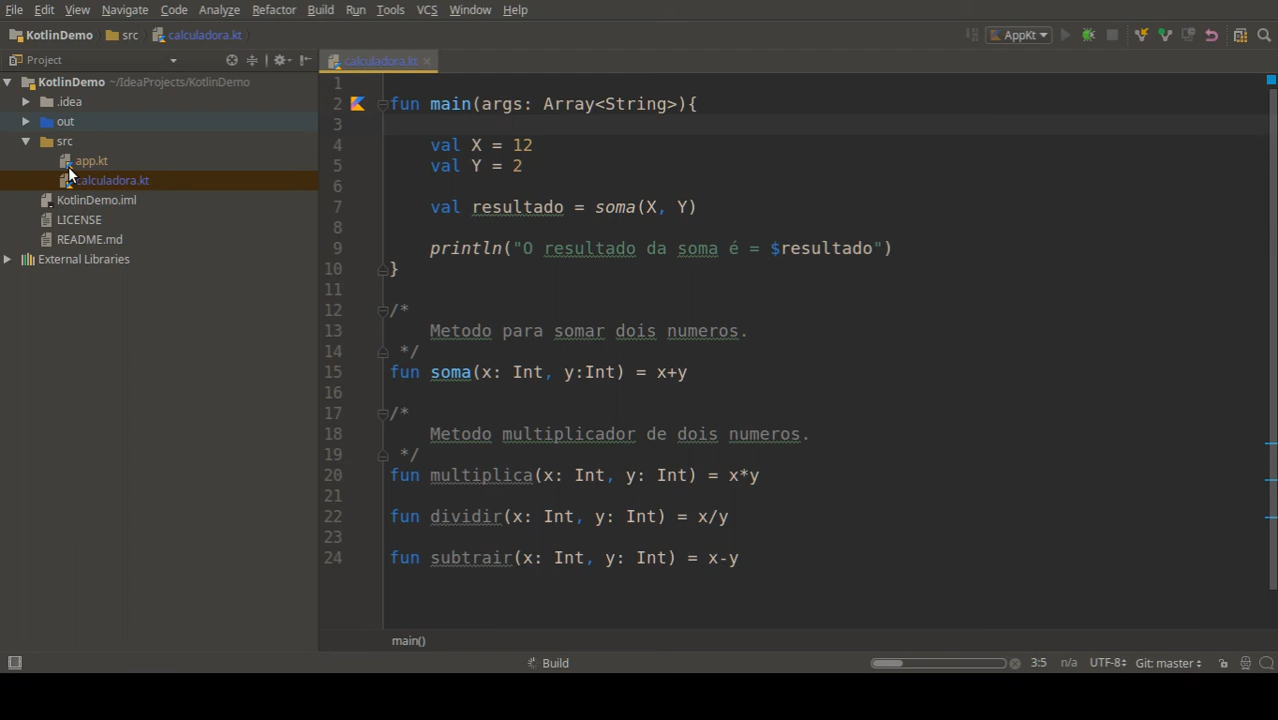 File Edit View Navigate Code Analyze Refactor Build Run Tools VCS Window Help
KotlinDemo src calculadora.kt AppKt
Project
calculadora.kt
KotlinDemo ~/IdeaProjects/KotlinDemo
.idea
out
src
app.kt
calculadora.kt
KotlinDemo.iml
LICENSE
README.md
External Libraries
1
2 fun main(args: Array<String>){
3
4 val X = 12
5 val Y = 2
6
7 val resultado = soma(X, Y)
8
9 println("O resultado da soma é = $resultado")
10 }
11
12 /*
13 Metodo para somar dois numeros.
14 */
15 fun soma(x: Int, y:Int) = x+y
16
17 /*
18 Metodo multiplicador de dois numeros.
19 */
20 fun multiplica(x: Int, y: Int) = x*y
21
22 fun dividir(x: Int, y: Int) = x/y
23
24 fun subtrair(x: Int, y: Int) = x-y
main()
Build 3:5 n/a UTF-8 Git: master